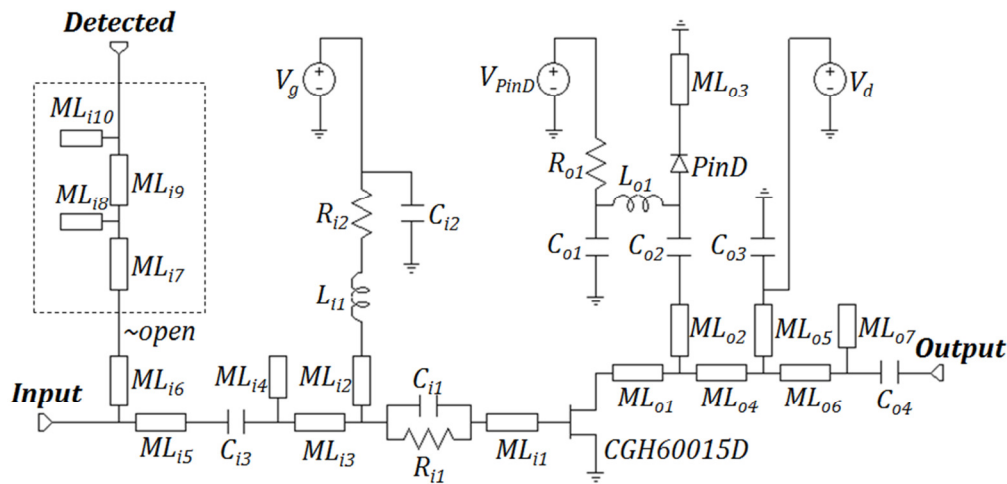 Detected
V_g
V_PinD
ML_o3
V_d
ML_i10
R_o1
PinD
L_o1
ML_i9
ML_i8
R_i2
C_i2
C_o1
C_o2
C_o3
ML_i7
L_i1
~open
ML_o2
ML_o5
ML_o7
Output
Input
ML_i6
ML_i4
ML_i2
C_i1
ML_o1
ML_o4
ML_o6
C_o4
ML_i5
C_i3
ML_i3
R_i1
ML_i1
CGH60015D